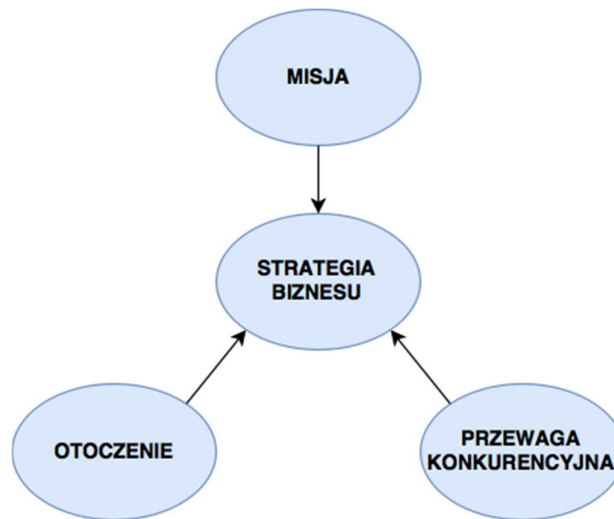 MISJA
STRATEGIA
BIZNESU
OTOCZENIE
PRZEWAGA
KONKURENCYJNA